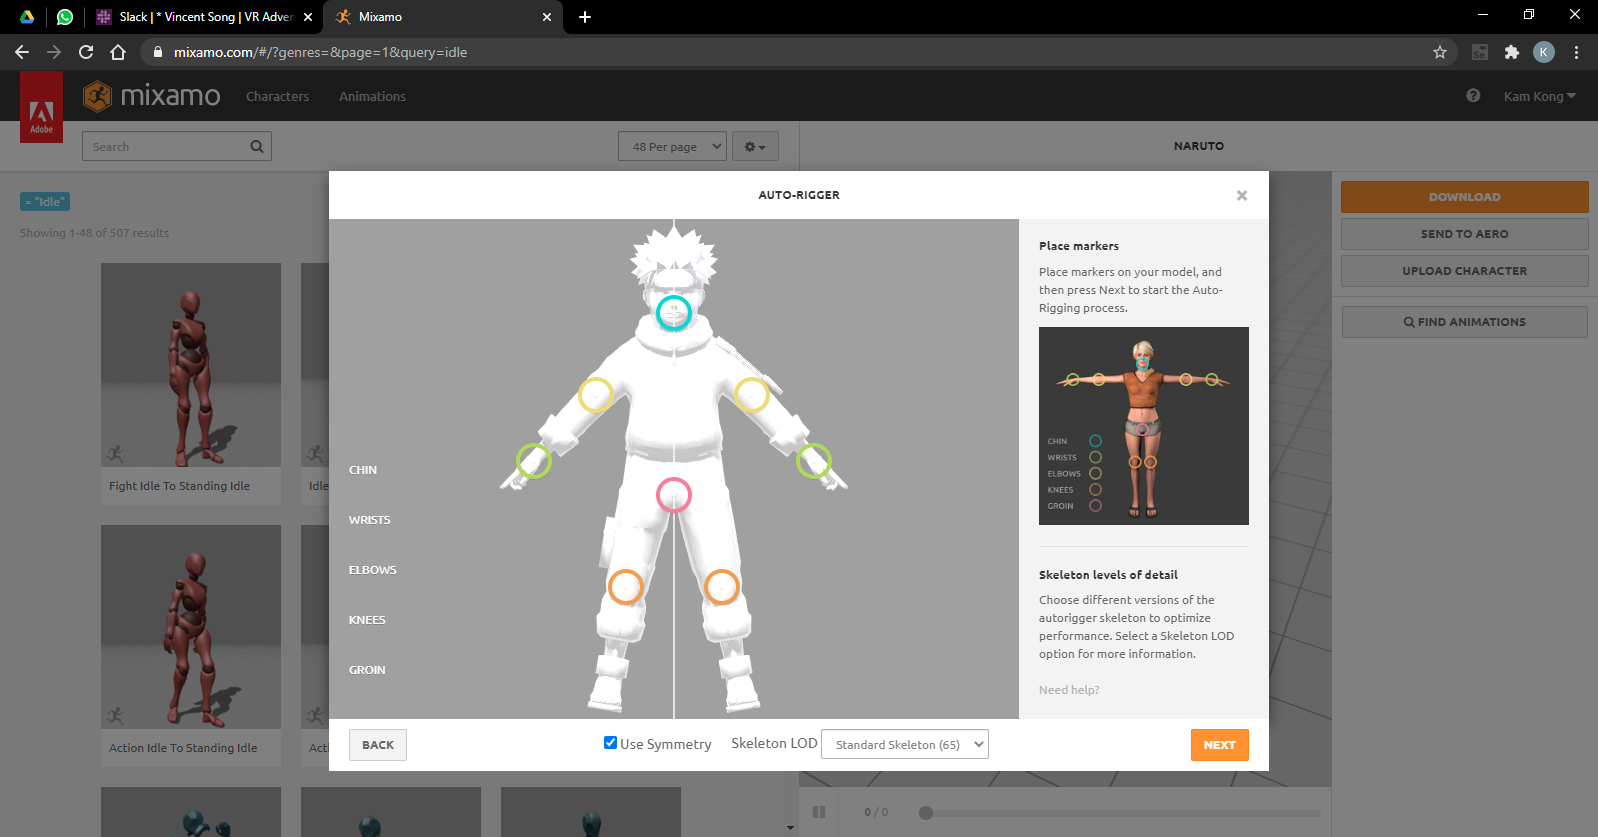 Slack | * Vincent Song | VR Adver
Mixamo
mixamo.com/#/?genres=&page=1&query=idle
K
Adobe
mixamo
Characters
Animations
Kam Kong
Search
48 Per page
NARUTO
× "Idle"
Showing 1-48 of 507 results
Fight Idle To Standing Idle
Idle
Action Idle To Standing Idle
Acti
AUTO-RIGGER
CHIN
WRISTS
ELBOWS
KNEES
GROIN
Place markers
Place markers on your model, and
then press Next to start the Auto-
Rigging process.
CHIN
WRISTS
ELBOWS
KNEES
GROIN
Skeleton levels of detail
Choose different versions of the
autorigger skeleton to optimize
performance. Select a Skeleton LOD
option for more information.
Need help?
BACK
Use Symmetry
Skeleton LOD
Standard Skeleton (65)
NEXT
DOWNLOAD
SEND TO AERO
UPLOAD CHARACTER
FIND ANIMATIONS
0 / 0